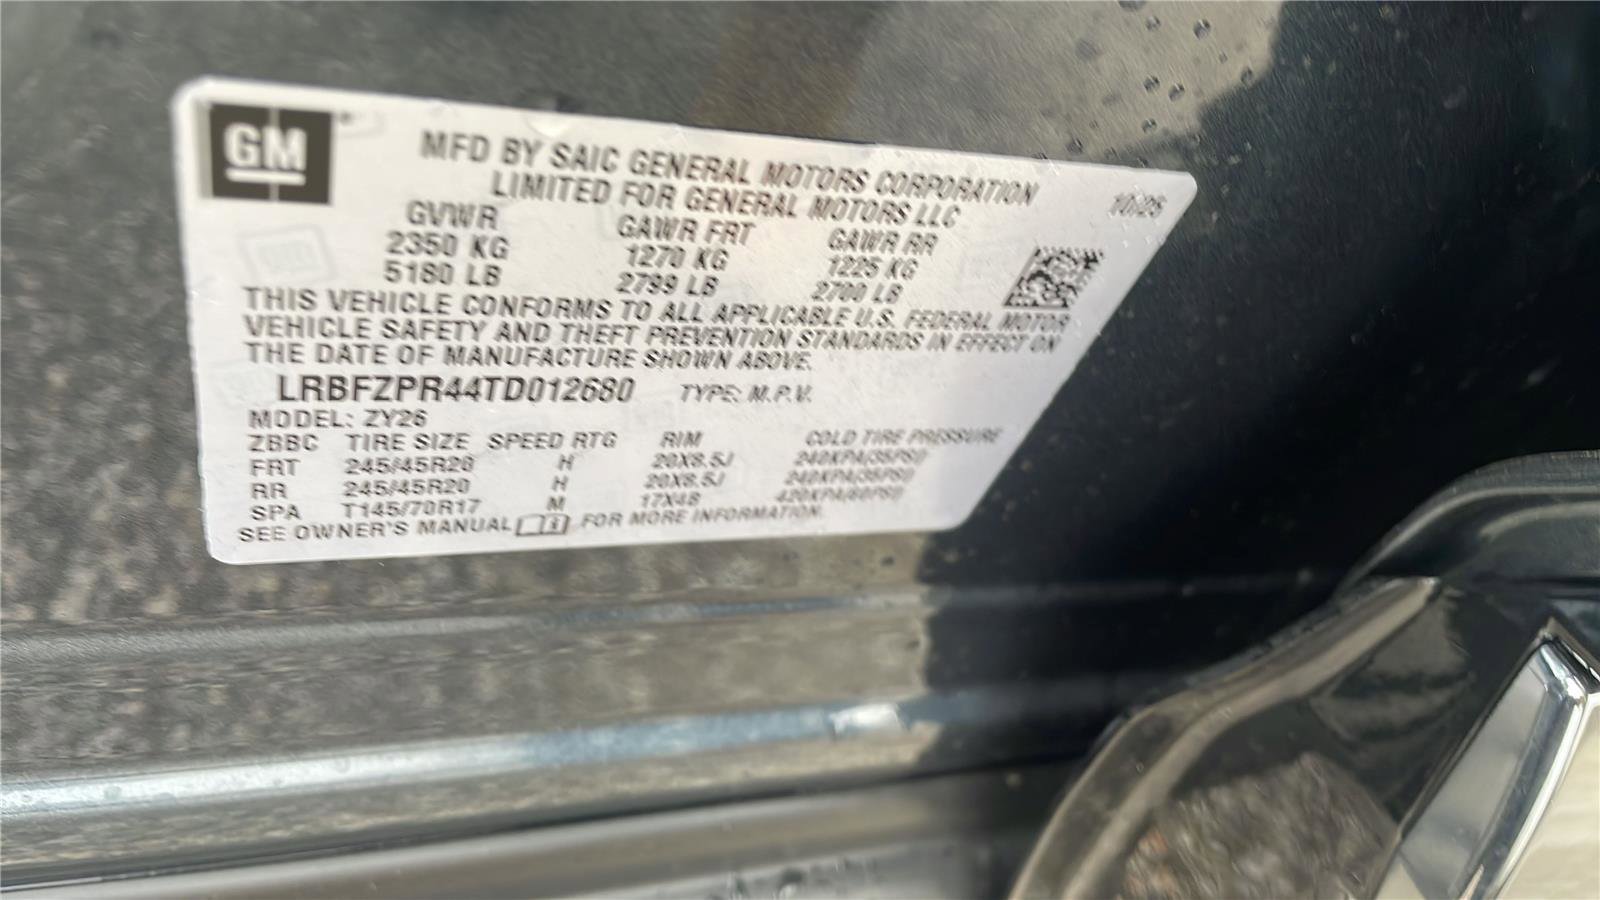 GM
MFD BY SAIC GENERAL MOTORS CORPORATION
LIMITED FOR GENERAL MOTORS LLC
10/25
GVWR GAWR FRT GAWR RR
2350 KG 1270 KG 1225 KG
5180 LB 2799 LB 2700 LB
THIS VEHICLE CONFORMS TO ALL APPLICABLE U.S. FEDERAL MOTOR
VEHICLE SAFETY AND THEFT PREVENTION STANDARDS IN EFFECT ON
THE DATE OF MANUFACTURE SHOWN ABOVE.
LRBFZPR44TD012680 TYPE: M.P.V.
MODEL: ZY26
ZBBC TIRE SIZE SPEED RTG RIM COLD TIRE PRESSURE
FRT 245/45R20 H 20X8.5J 240KPA(35PSI)
RR 245/45R20 H 20X8.5J 240KPA(35PSI)
SPA T145/70R17 M 17X4B 420KPA(60PSI)
SEE OWNER'S MANUAL FOR MORE INFORMATION.